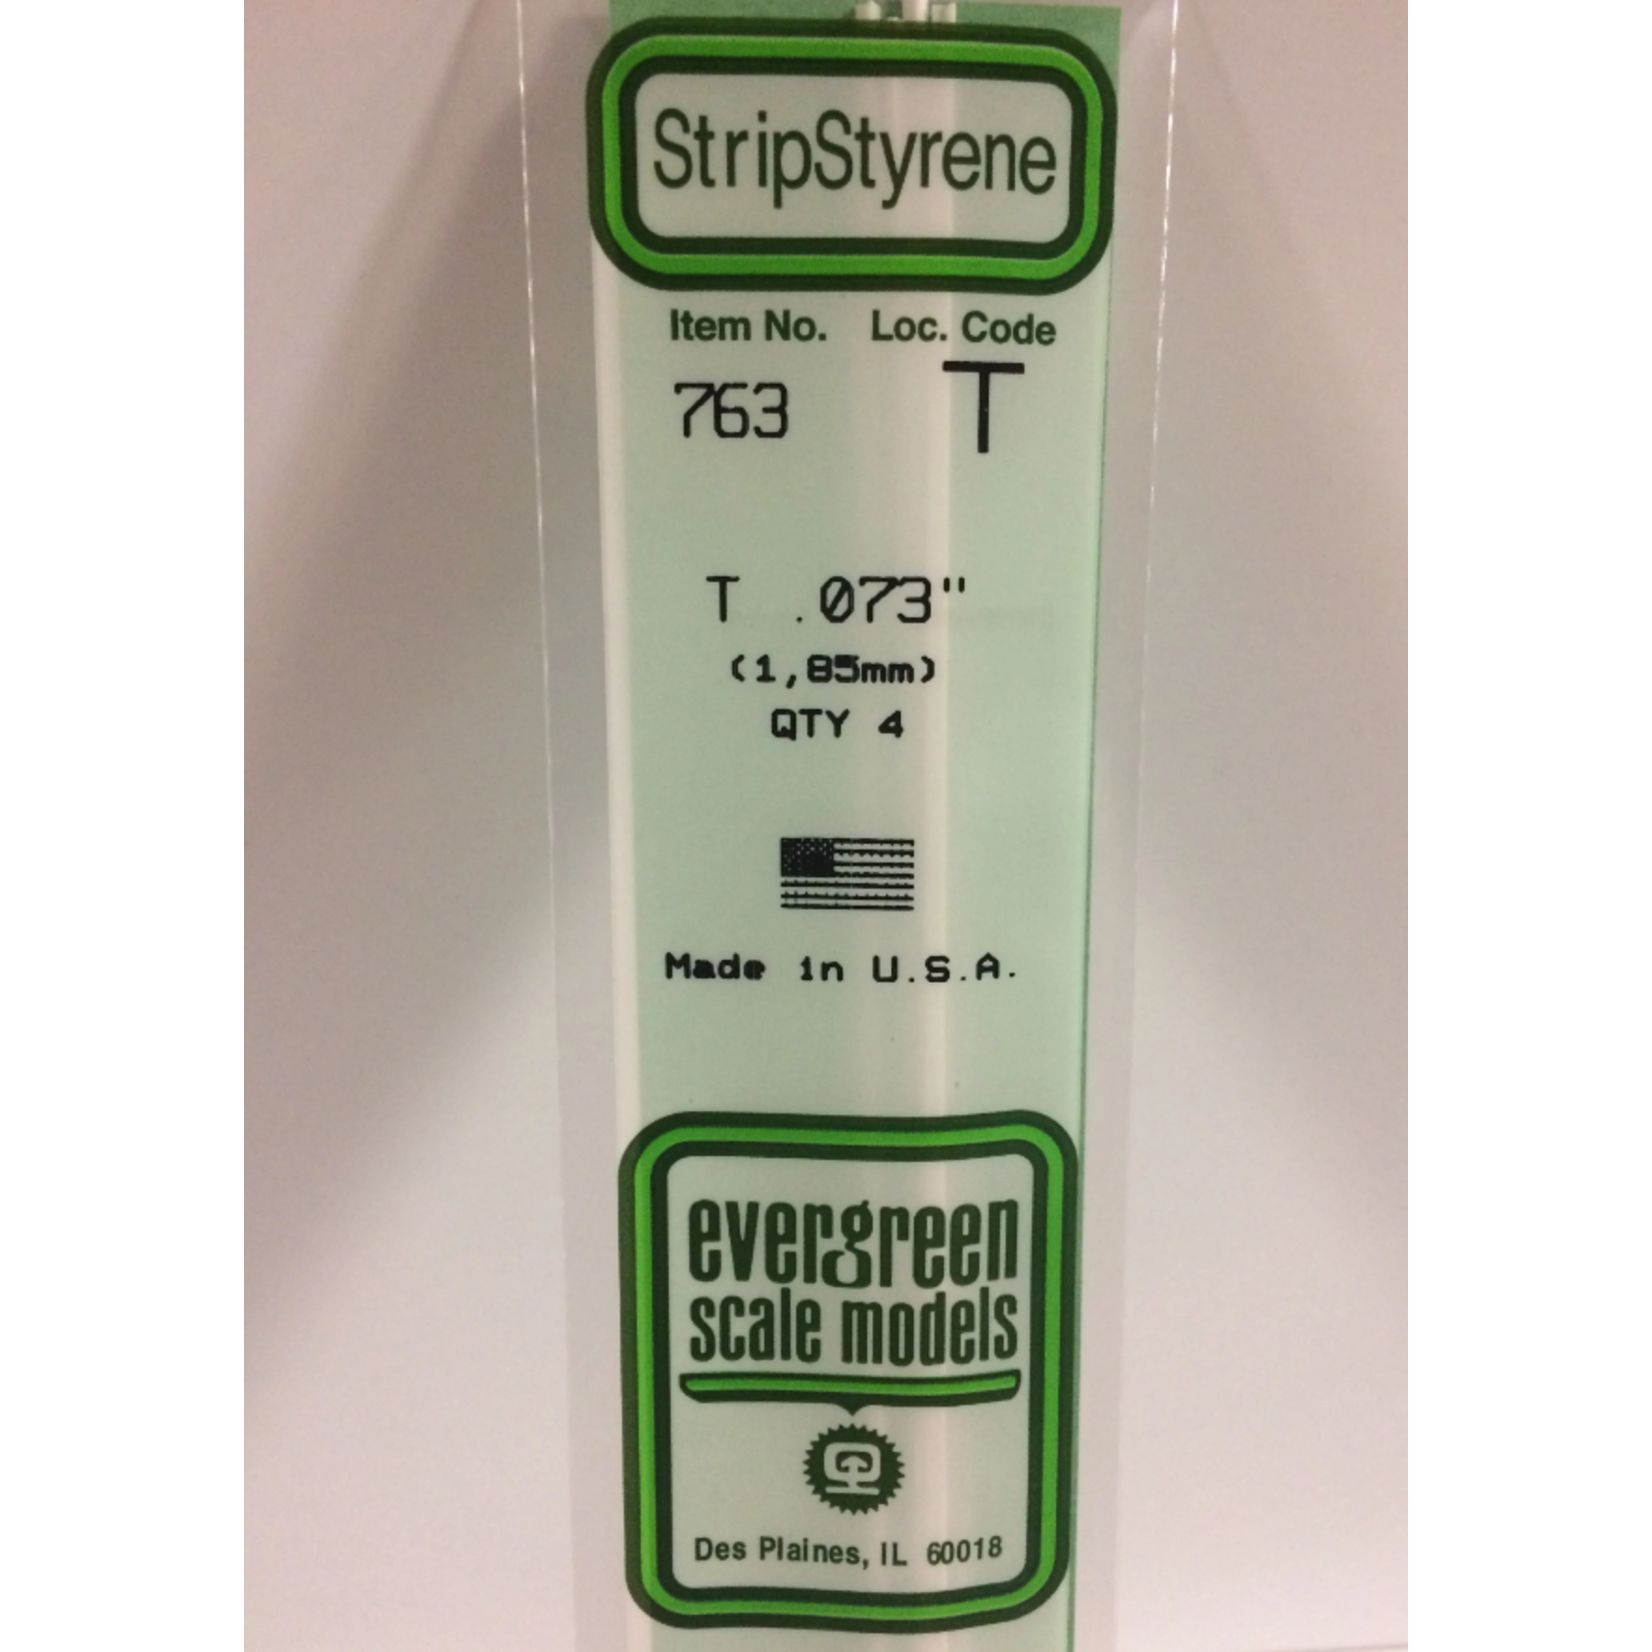 StripStyrene
Item No. Loc. Code
763 T
T .073"
(1,85mm)
QTY 4
Made in U.S.A.
evergreen
scale models
Des Plaines, IL 60018